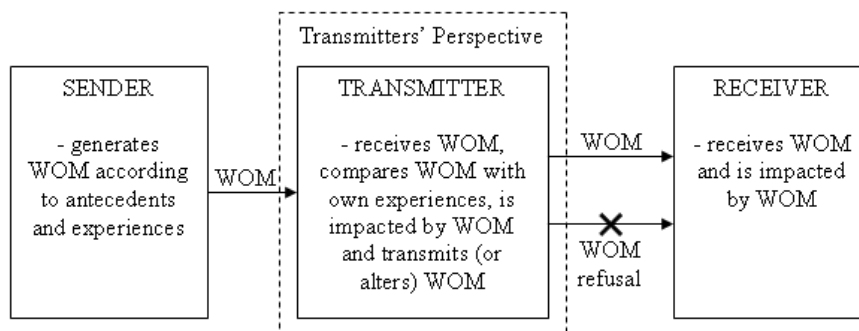 Transmitters' Perspective
SENDER
- generates
WOM according
to antecedents
and experiences
WOM
TRANSMITTER
- receives WOM,
compares WOM with
own experiences, is
impacted by WOM
and transmits (or
alters) WOM
WOM
WOM
refusal
RECEIVER
- receives WOM
and is impacted
by WOM